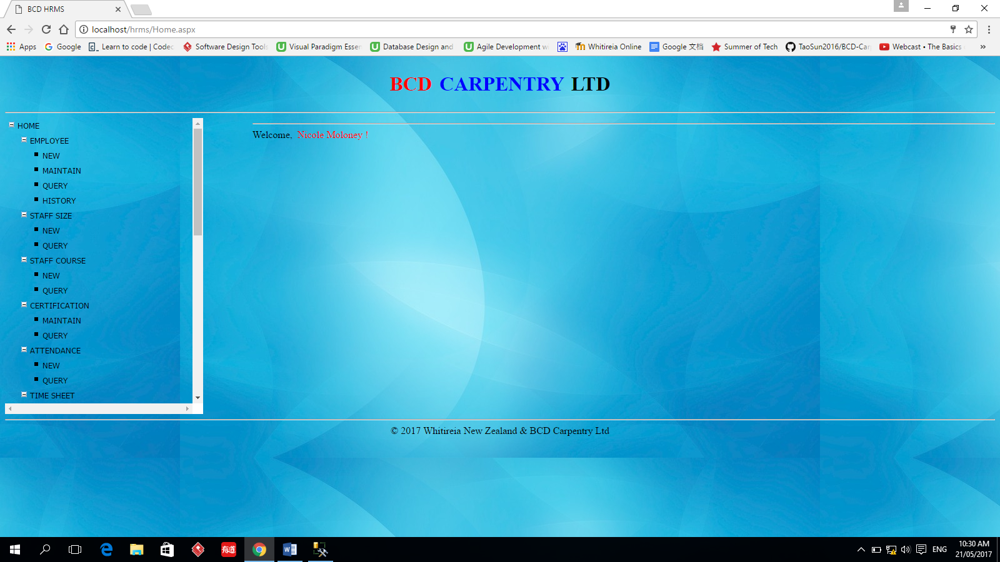 BCD HRMS
localhost/hrms/Home.aspx
Apps Google Learn to code | Codec Software Design Tools Visual Paradigm Essen Database Design and Agile Development w Whitireia Online Google 文档 Summer of Tech TaoSun2016/BCD-Car Webcast • The Basics »
BCD CARPENTRY LTD
HOME
EMPLOYEE
NEW
MAINTAIN
QUERY
HISTORY
STAFF SIZE
NEW
QUERY
STAFF COURSE
NEW
QUERY
CERTIFICATION
MAINTAIN
QUERY
ATTENDANCE
NEW
QUERY
TIME SHEET
Welcome, Nicole Moloney !
© 2017 Whitireia New Zealand & BCD Carpentry Ltd
有道
ENG
10:30 AM
21/05/2017